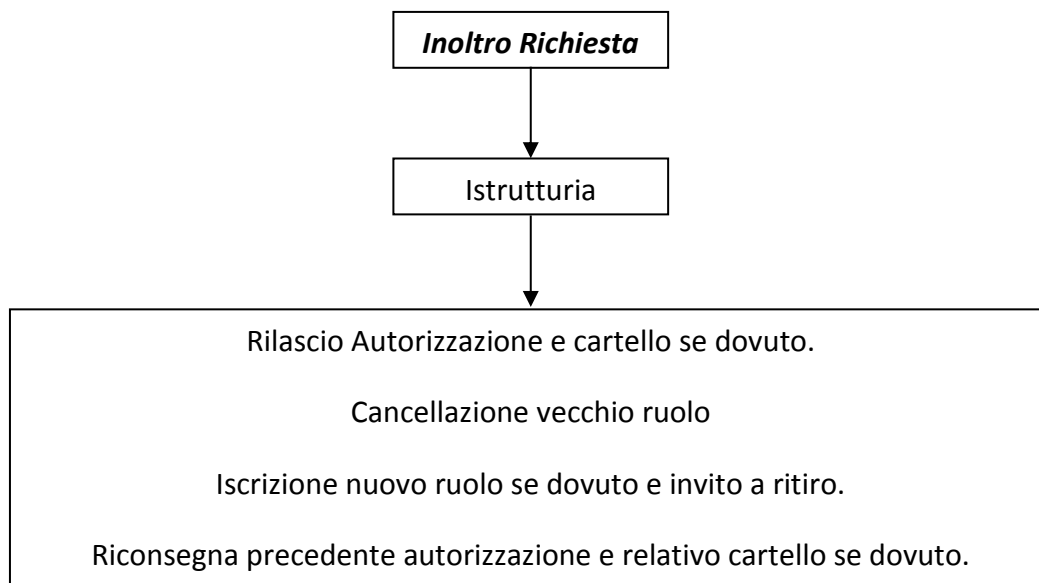 Inoltro Richiesta
Istrutturia
Rilascio Autorizzazione e cartello se dovuto.
Cancellazione vecchio ruolo
Iscrizione nuovo ruolo se dovuto e invito a ritiro.
Riconsegna precedente autorizzazione e relativo cartello se dovuto.